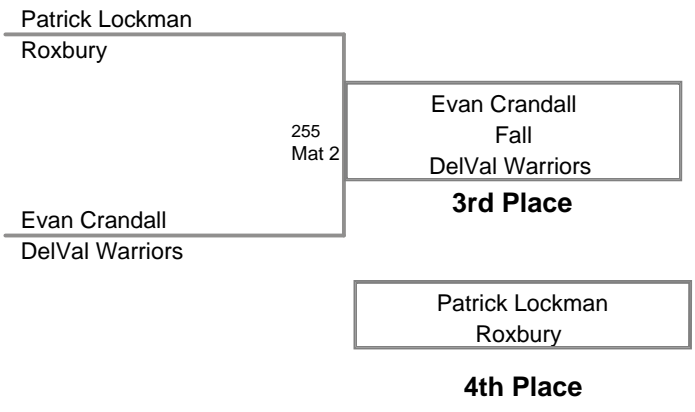 Patrick Lockman
Roxbury
255
Mat 2
Evan Crandall
DelVal Warriors
Evan Crandall
Fall
DelVal Warriors
3rd Place
Patrick Lockman
Roxbury
4th Place